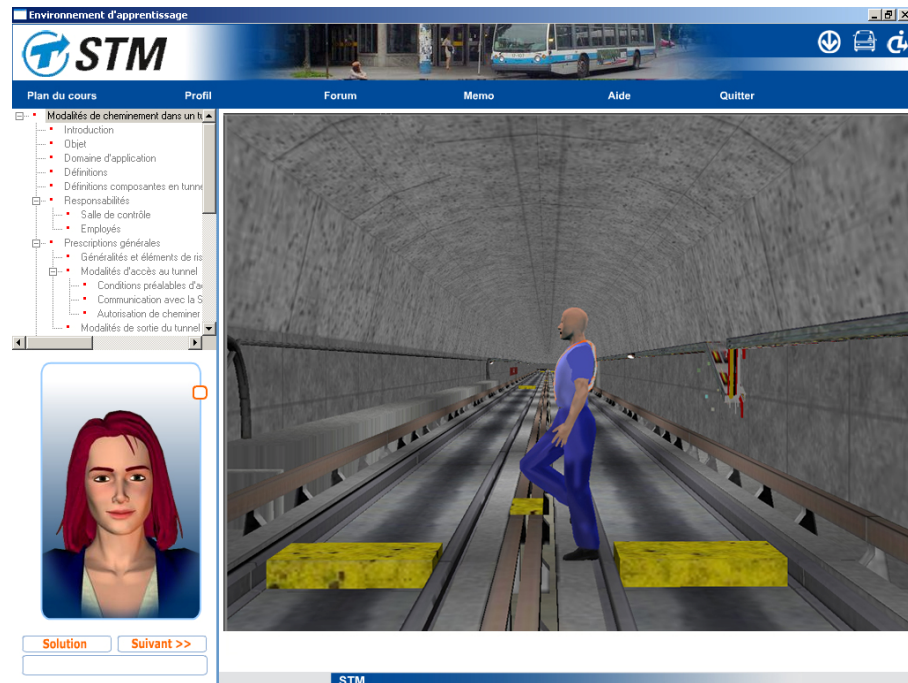 Environnement d'apprentissage
STM
Plan du cours Profil Forum Memo Aide Quitter
Modalités de cheminement dans un tu
Introduction
Objet
Domaine d'application
Définitions
Définitions composantes en tunne
Responsabilités
Salle de contrôle
Employés
Prescriptions générales
Généralités et éléments de ris
Modalités d'accès au tunnel
Conditions préalables d'a
Communication avec la S
Autorisation de cheminer
Modalités de sortie du tunnel
Solution Suivant >>
STM